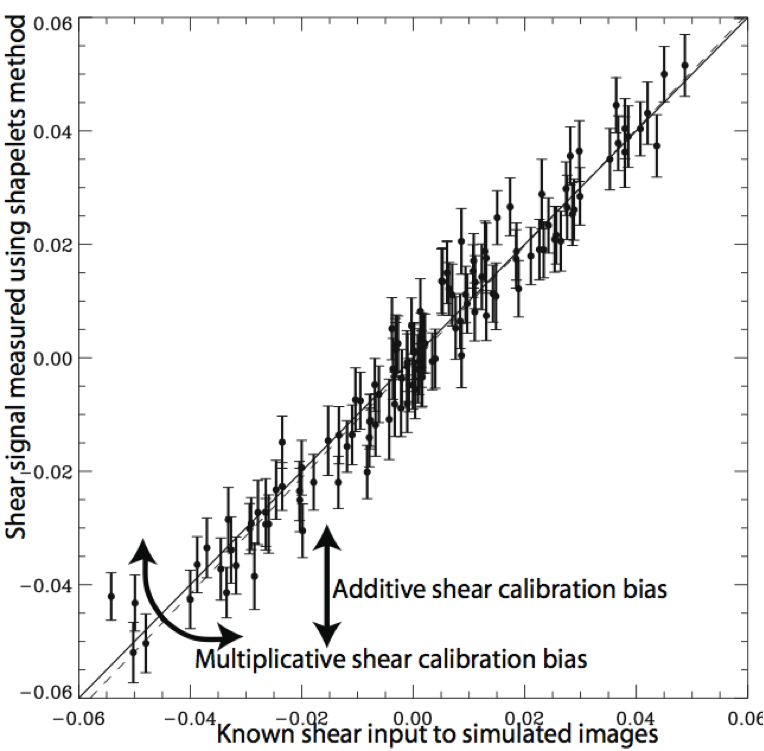 Shear signal measured using shapelets method
0.06
0.04
0.02
0.00
−0.02
−0.04
−0.06
Additive shear calibration bias
Multiplicative shear calibration bias
−0.06 −0.04 −0.02 0.00 0.02 0.04 0.06
Known shear input to simulated images